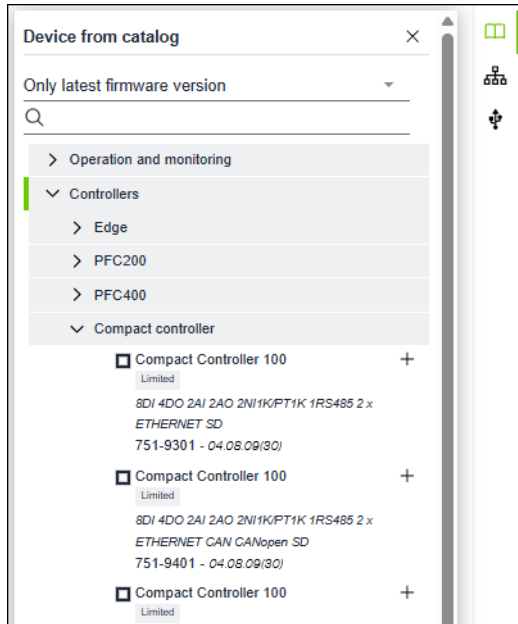 Device from catalog
Only latest firmware version
Operation and monitoring
Controllers
Edge
PFC200
PFC400
Compact controller
Compact Controller 100
Limited
8DI 4DO 2AI 2AO 2NI1K/PT1K 1RS485 2 x
ETHERNET SD
751-9301 - 04.08.09(30)
Compact Controller 100
Limited
8DI 4DO 2AI 2AO 2NI1K/PT1K 1RS485 2 x
ETHERNET CAN CANopen SD
751-9401 - 04.08.09(30)
Compact Controller 100
Limited